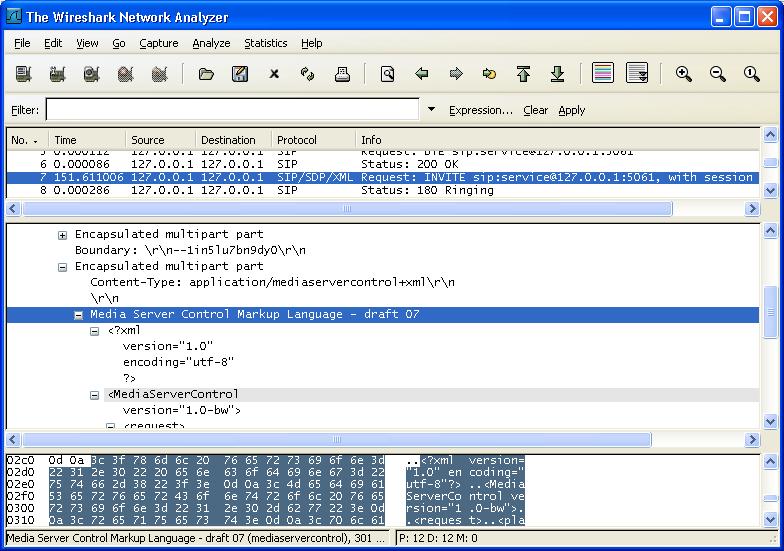 The Wireshark Network Analyzer
File Edit View Go Capture Analyze Statistics Help
Filter: Expression... Clear Apply
No. . Time Source Destination Protocol Info
5 0.000112 127.0.0.1 127.0.0.1 SIP Request: BYE sip:service@127.0.0.1:5061
6 0.000086 127.0.0.1 127.0.0.1 SIP Status: 200 OK
7 151.611006 127.0.0.1 127.0.0.1 SIP/SDP/XML Request: INVITE sip:service@127.0.0.1:5061, with session
8 0.000286 127.0.0.1 127.0.0.1 SIP Status: 180 Ringing
Encapsulated multipart part
Boundary: \r\n--1in5lu7bn9dy0\r\n
Encapsulated multipart part
Content-Type: application/mediaservercontrol+xml\r\n
\r\n
Media Server Control Markup Language - draft 07
<?xml
version="1.0"
encoding="utf-8"
?>
<MediaServerControl
version="1.0-bw">
<request>
02c0 0d 0a 3c 3f 78 6d 6c 20 76 65 72 73 69 6f 6e 3d ..<?xml version=
02d0 22 31 2e 30 22 20 65 6e 63 6f 64 69 6e 67 3d 22 "1.0" en coding="
02e0 75 74 66 2d 38 22 3f 3e 0d 0a 3c 4d 65 64 69 61 utf-8"?> ..<Media
02f0 53 65 72 76 65 72 43 6f 6e 74 72 6f 6c 20 76 65 ServerCo ntrol ve
0300 72 73 69 6f 6e 3d 22 31 2e 30 2d 62 77 22 3e 0d rsion="1 .0-bw">.
0310 0a 3c 72 65 71 75 65 73 74 3e 0d 0a 3c 70 6c 61 .<reques t>..<pla
Media Server Control Markup Language - draft 07 (mediaservercontrol), 301 ... P: 12 D: 12 M: 0